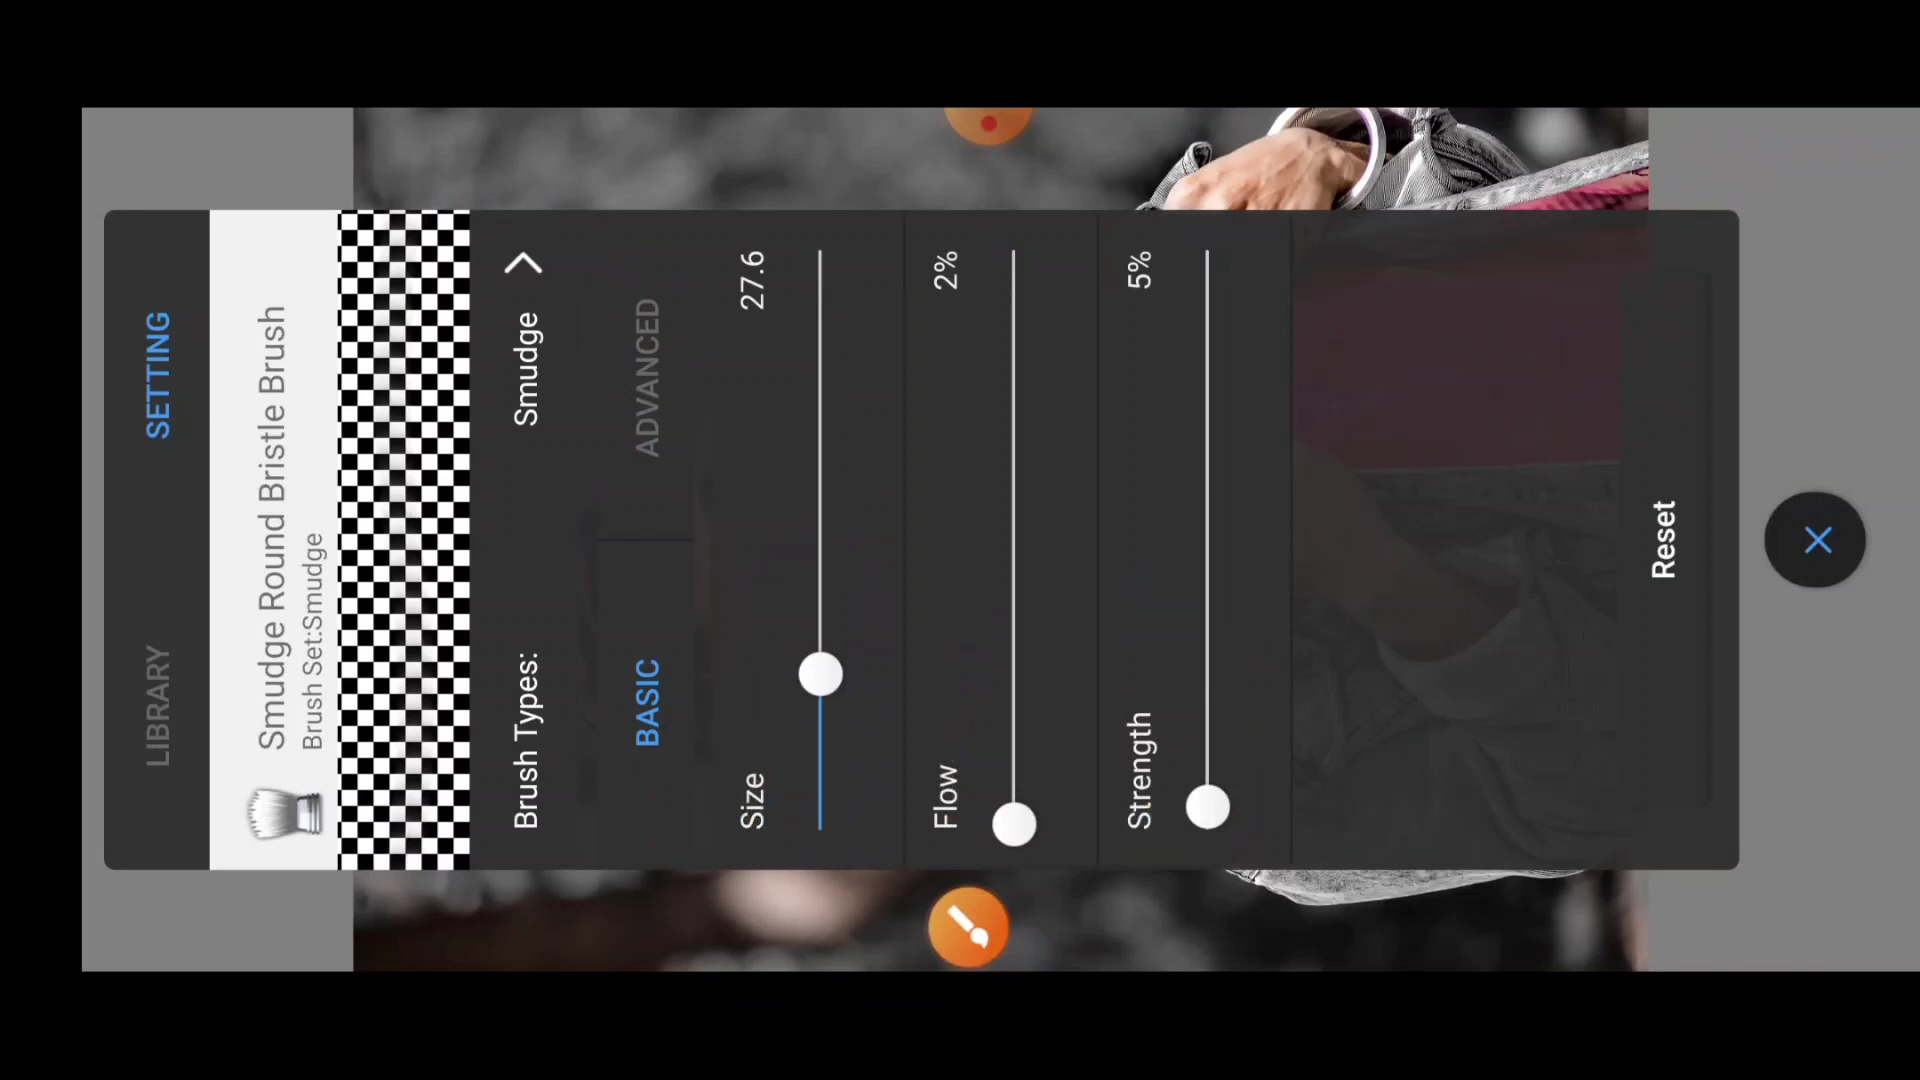 LIBRARY SETTING
Smudge Round Bristle Brush
Brush Set:Smudge
Brush Types: Smudge
BASIC ADVANCED
Size 27.6
Flow 2%
Strength 5%
Reset